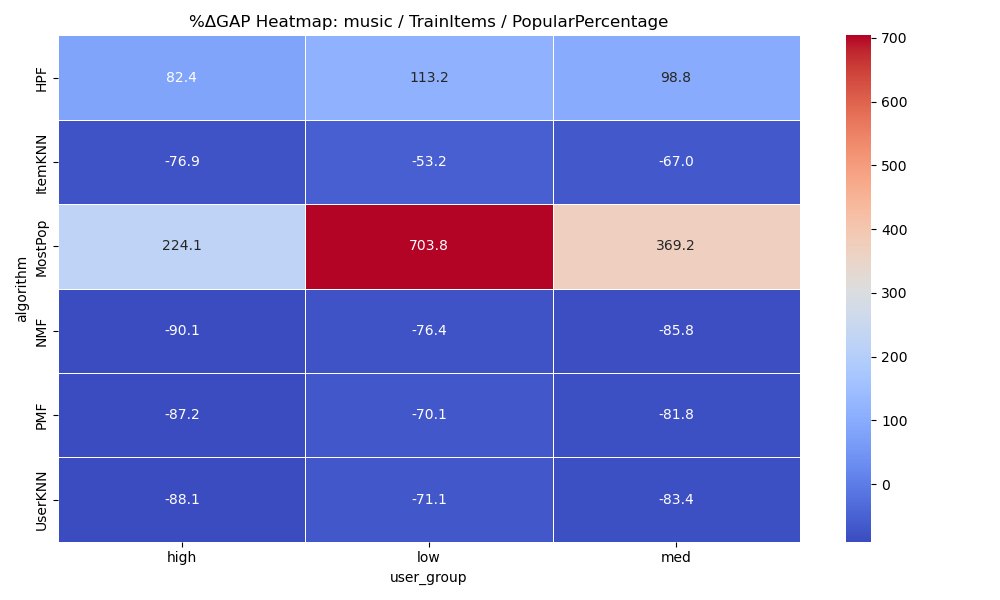 %ΔGAP Heatmap: music / TrainItems / PopularPercentage
algorithm
HPF 82.4 113.2 98.8
ItemKNN -76.9 -53.2 -67.0
MostPop 224.1 703.8 369.2
NMF -90.1 -76.4 -85.8
PMF -87.2 -70.1 -81.8
UserKNN -88.1 -71.1 -83.4
high low med
user_group
700
600
500
400
300
200
100
0